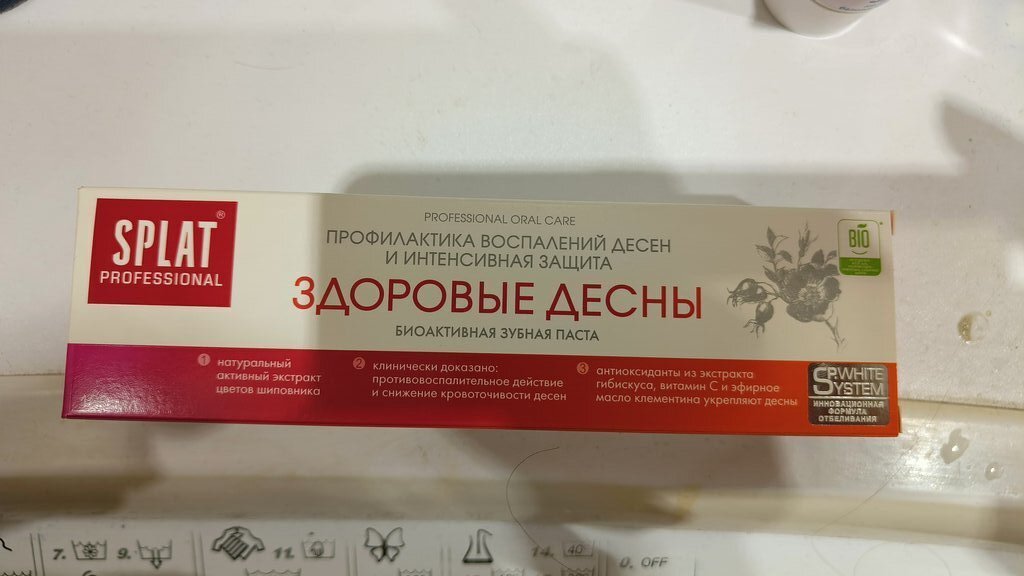 SPLAT®
PROFESSIONAL
PROFESSIONAL ORAL CARE
ПРОФИЛАКТИКА ВОСПАЛЕНИЙ ДЕСЕН
И ИНТЕНСИВНАЯ ЗАЩИТА
ЗДОРОВЫЕ ДЕСНЫ
БИОАКТИВНАЯ ЗУБНАЯ ПАСТА
BIO
1 натуральный
активный экстракт
цветов шиповника
2 клинически доказано:
противовоспалительное действие
и снижение кровоточивости десен
3 антиоксиданты из экстракта
гибискуса, витамин С и эфирное
масло клементина укрепляют десны
SP.WHITE
SYSTEM
ИННОВАЦИОННАЯ
ФОРМУЛА
ОТБЕЛИВАНИЯ
7.
9.
11.
14. 40°
0. OFF